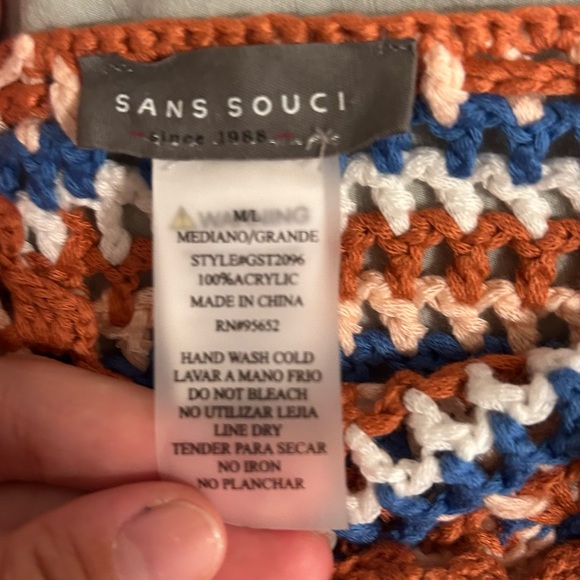 SANS SOUCI
since 1988
WARNING
M/L
MEDIANO/GRANDE
STYLE#GST2096
100%ACRYLIC
MADE IN CHINA
RN#95652
HAND WASH COLD
LAVAR A MANO FRIO
DO NOT BLEACH
NO UTILIZAR LEJIA
LINE DRY
TENDER PARA SECAR
NO IRON
NO PLANCHAR